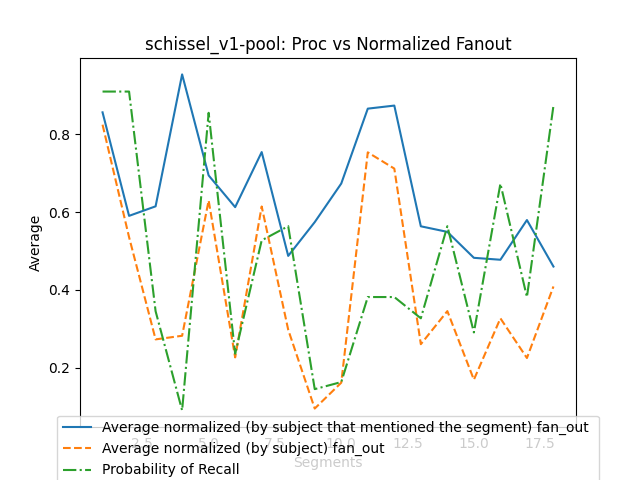 schissel_v1-pool: Proc vs Normalized Fanout
0.8
0.6
0.4
0.2
Average
2.5 5.0 7.5 10.0 12.5 15.0 17.5
Segments
Average normalized (by subject that mentioned the segment) fan_out
Average normalized (by subject) fan_out
Probability of Recall